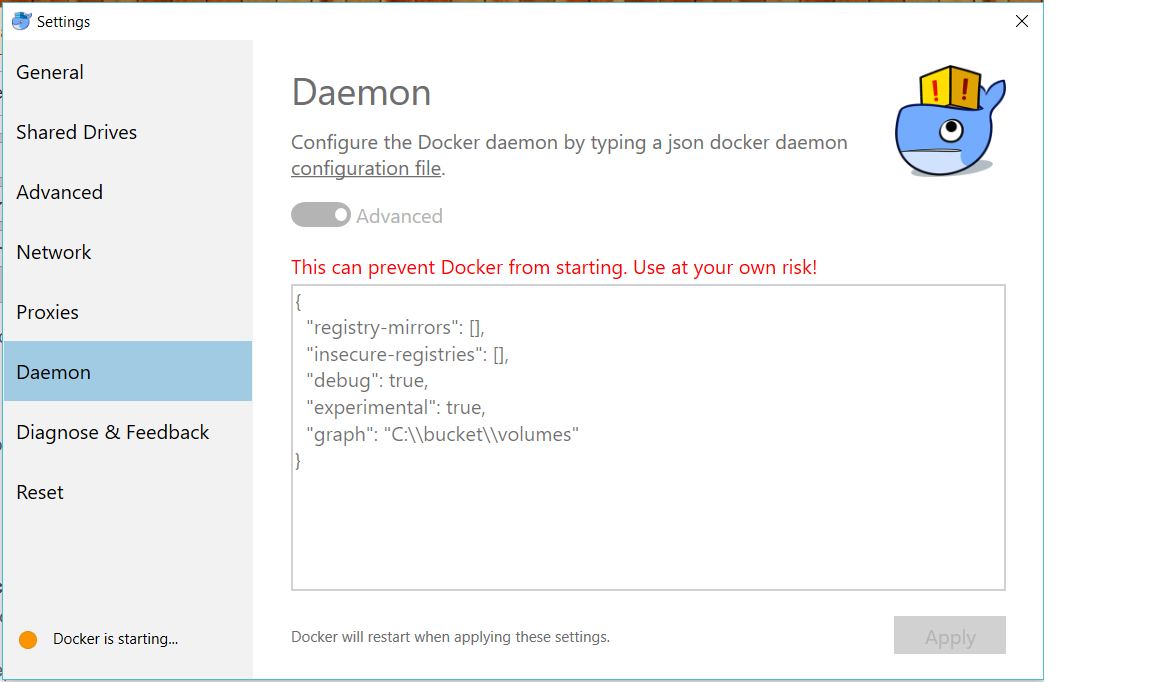 Settings
General
Shared Drives
Advanced
Network
Proxies
Daemon
Diagnose & Feedback
Reset
Docker is starting...
Daemon
Configure the Docker daemon by typing a json docker daemon
configuration file.
Advanced
This can prevent Docker from starting. Use at your own risk!
{
"registry-mirrors": [],
"insecure-registries": [],
"debug": true,
"experimental": true,
"graph": "C:\\bucket\\volumes"
}
Docker will restart when applying these settings.
Apply
! !